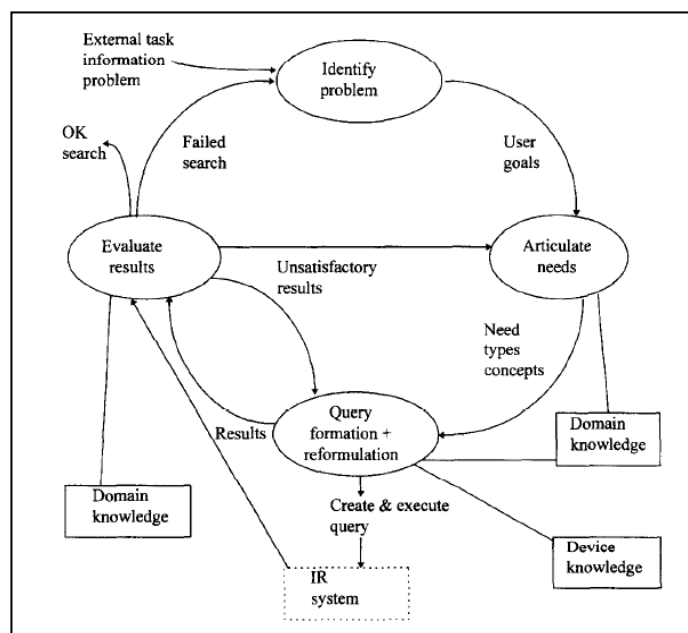 External task
information
problem
Identify
problem
OK
search
Failed
search
User
goals
Evaluate
results
Articulate
needs
Unsatisfactory
results
Need
types
concepts
Results
Query
formation +
reformulation
Domain
knowledge
Domain
knowledge
Create & execute
query
Device
knowledge
IR
system